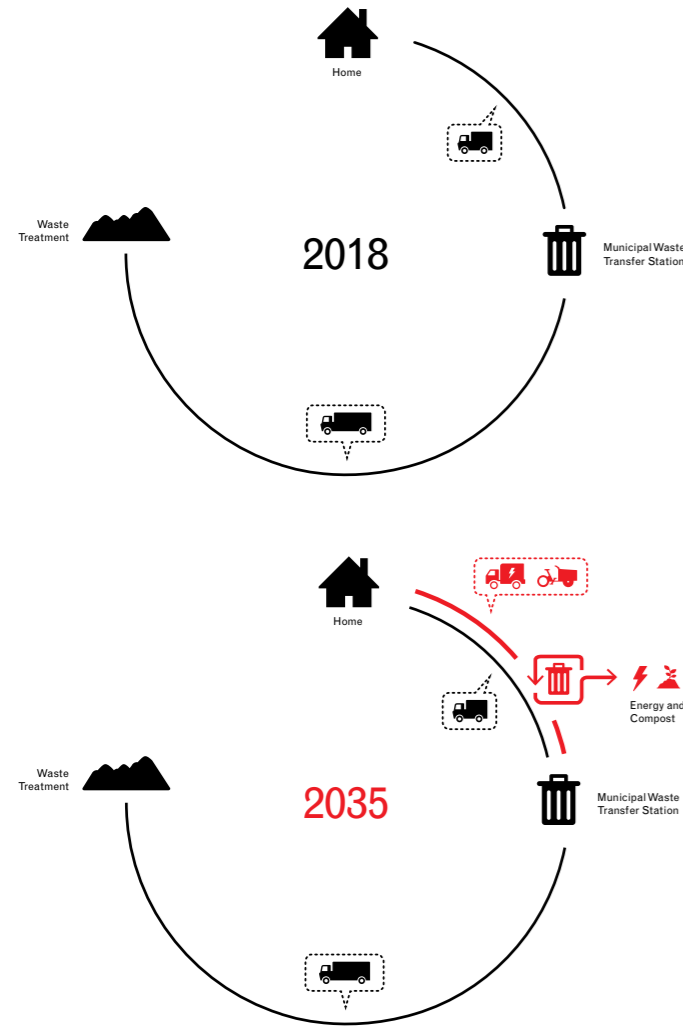 Home
Waste
Treatment
2018
Municipal Waste
Transfer Station
Home
Energy and
Compost
Waste
Treatment
2035
Municipal Waste
Transfer Station